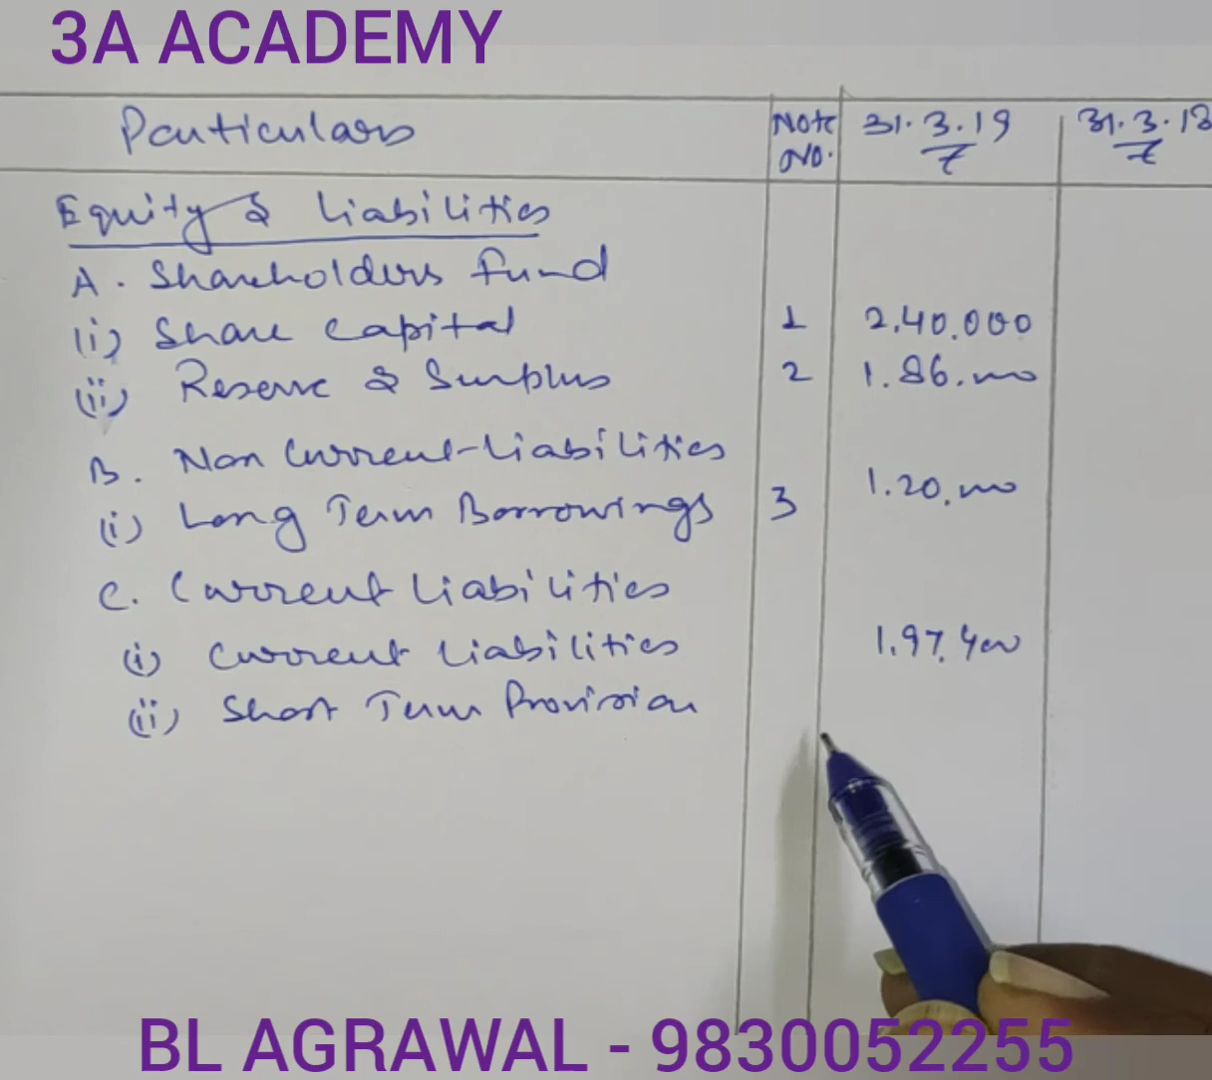 3A ACADEMY
Particulars Note No. 31.3.19 ₹ 31.3.18 ₹
Equity & Liabilities
A. Shareholders Fund
(i) Share Capital 1 2,40,000
(ii) Reserve & Surplus 2 1,86,000
B. Non Current Liabilities
(i) Long Term Borrowings 3 1,20,000
C. Current Liabilities
(i) Current Liabilities 1,97,400
(ii) Short Term Provision
BL AGRAWAL - 9830052255